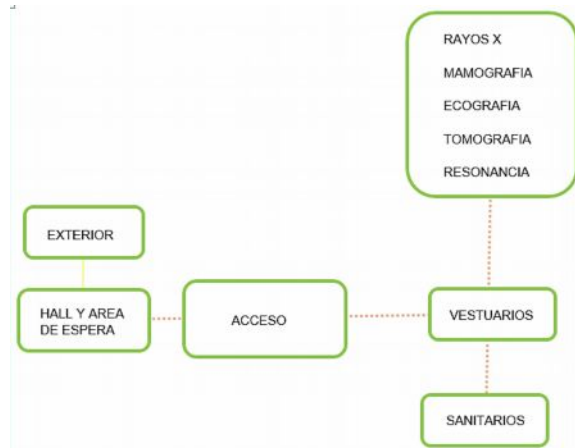 RAYOS X
MAMOGRAFIA
ECOGRAFIA
TOMOGRAFIA
RESONANCIA
EXTERIOR
HALL Y AREA
DE ESPERA
ACCESO
VESTUARIOS
SANITARIOS